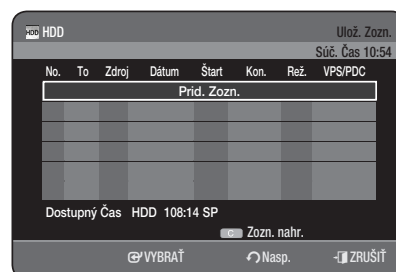 HDD HDD Ulož. Zozn.
Súč. Čas 10:54
No. To Zdroj Dátum Štart Kon. Rež. VPS/PDC
Prid. Zozn.
Dostupný Čas HDD 108:14 SP
C Zozn. nahr.
VYBRAŤ Nasp. ZRUŠIŤ